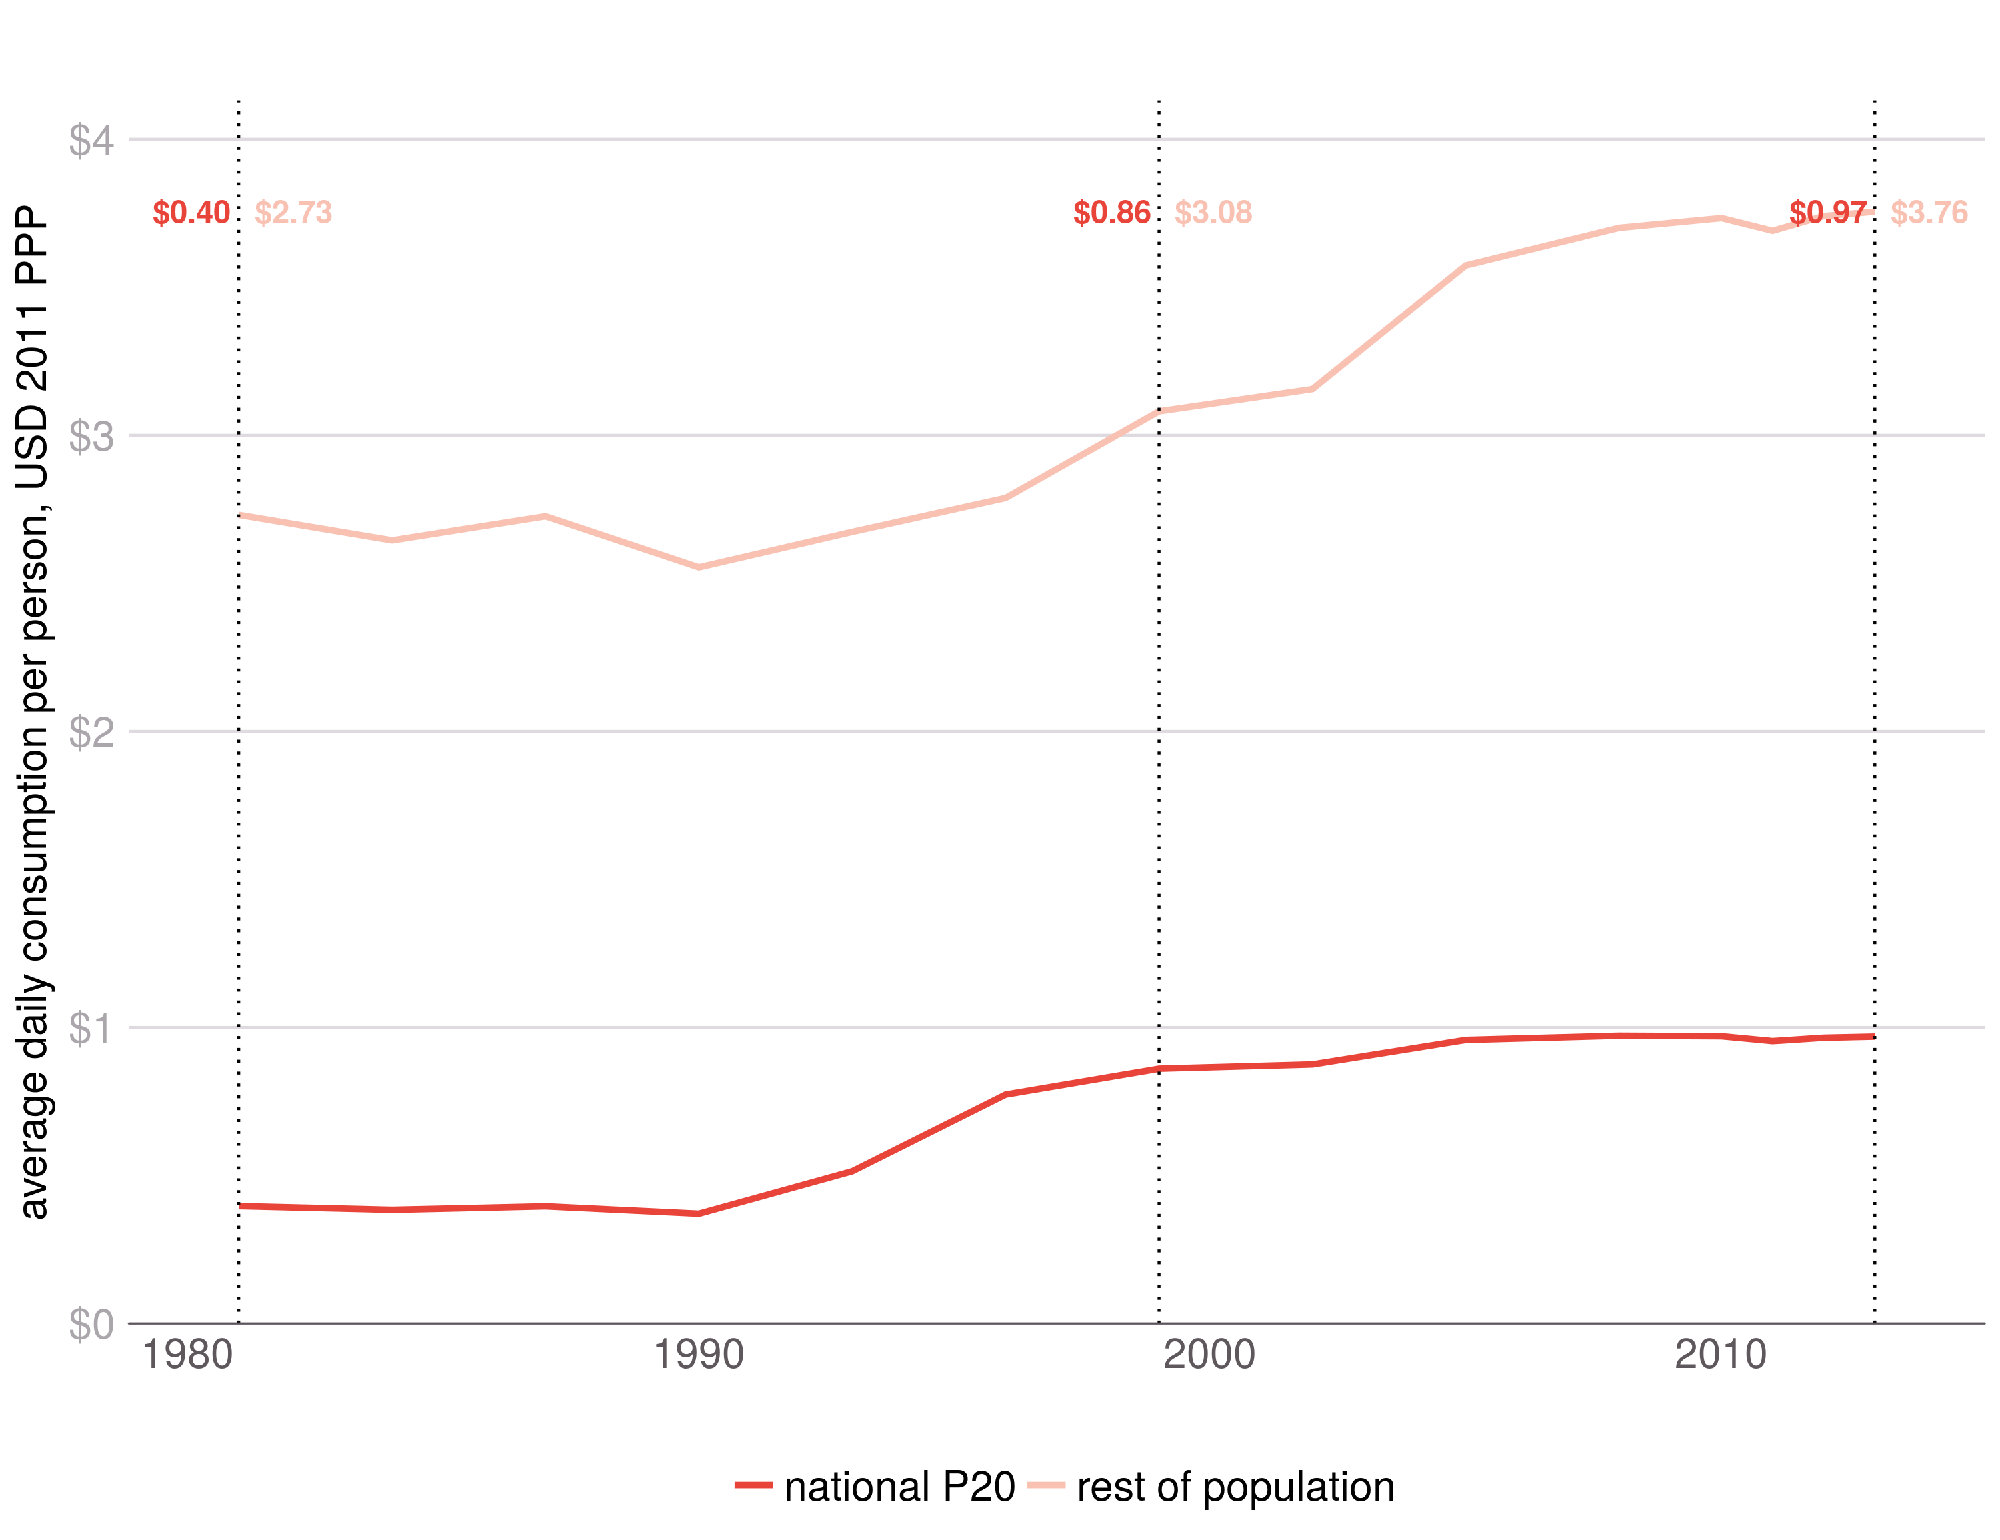 average daily consumption per person, USD 2011 PPP
$4
$0.40 $2.73 $0.86 $3.08 $0.97 $3.76
$3
$2
$1
$0
1980 1990 2000 2010
national P20 rest of population